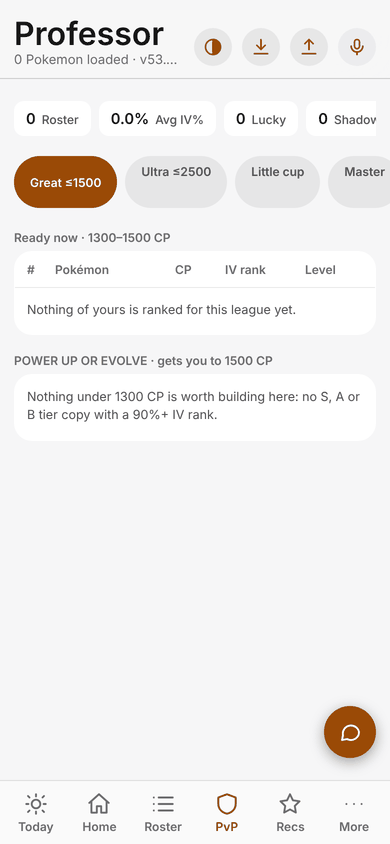 Professor
0 Pokemon loaded · v53....
0 Roster
0.0% Avg IV%
0 Lucky
0 Shadow
Great ≤1500
Ultra ≤2500
Little cup
Master
Ready now · 1300–1500 CP
# Pokémon CP IV rank Level
Nothing of yours is ranked for this league yet.
POWER UP OR EVOLVE · gets you to 1500 CP
Nothing under 1300 CP is worth building here: no S, A or
B tier copy with a 90%+ IV rank.
Today Home Roster PvP Recs More